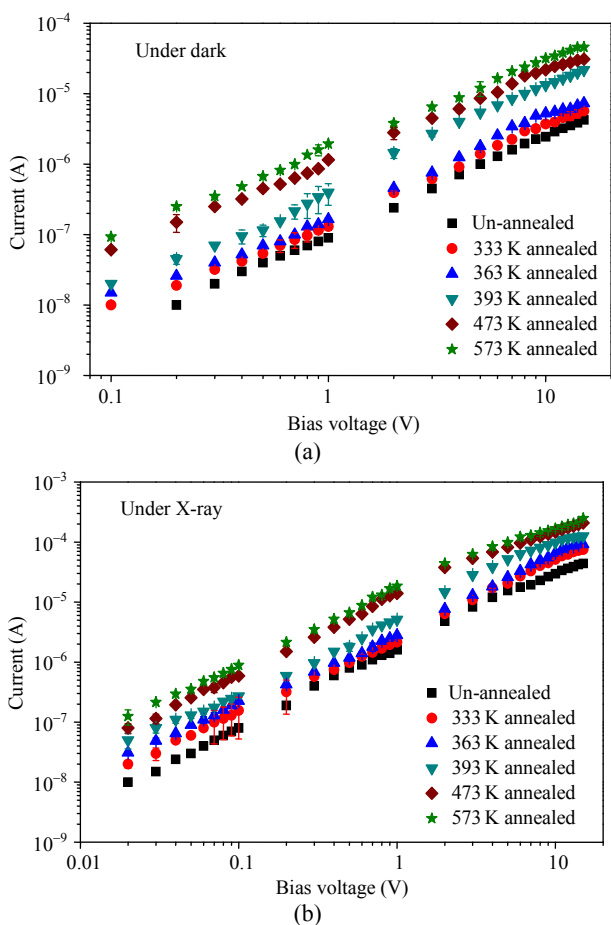 10⁻⁴
Under dark
10⁻⁵
10⁻⁶
10⁻⁷
10⁻⁸
10⁻⁹
Current (A)
Un-annealed
333 K annealed
363 K annealed
393 K annealed
473 K annealed
573 K annealed
0.1 1 10
Bias voltage (V)
(a)
10⁻³
Under X-ray
10⁻⁴
10⁻⁵
10⁻⁶
10⁻⁷
10⁻⁸
10⁻⁹
Current (A)
Un-annealed
333 K annealed
363 K annealed
393 K annealed
473 K annealed
573 K annealed
0.01 0.1 1 10
Bias voltage (V)
(b)